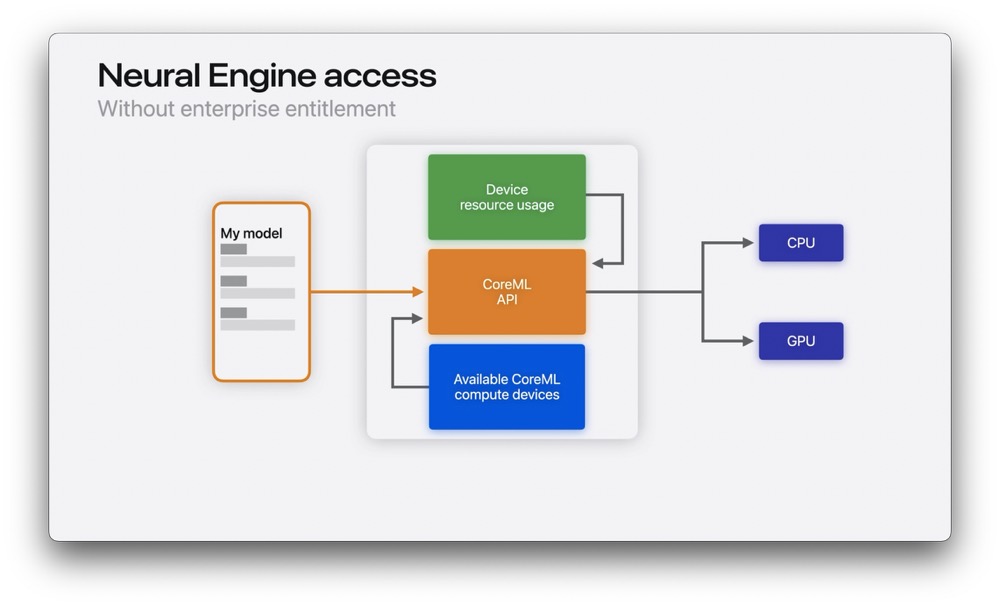 Neural Engine access
Without enterprise entitlement
My model
Device
resource usage
CoreML
API
Available CoreML
compute devices
CPU
GPU